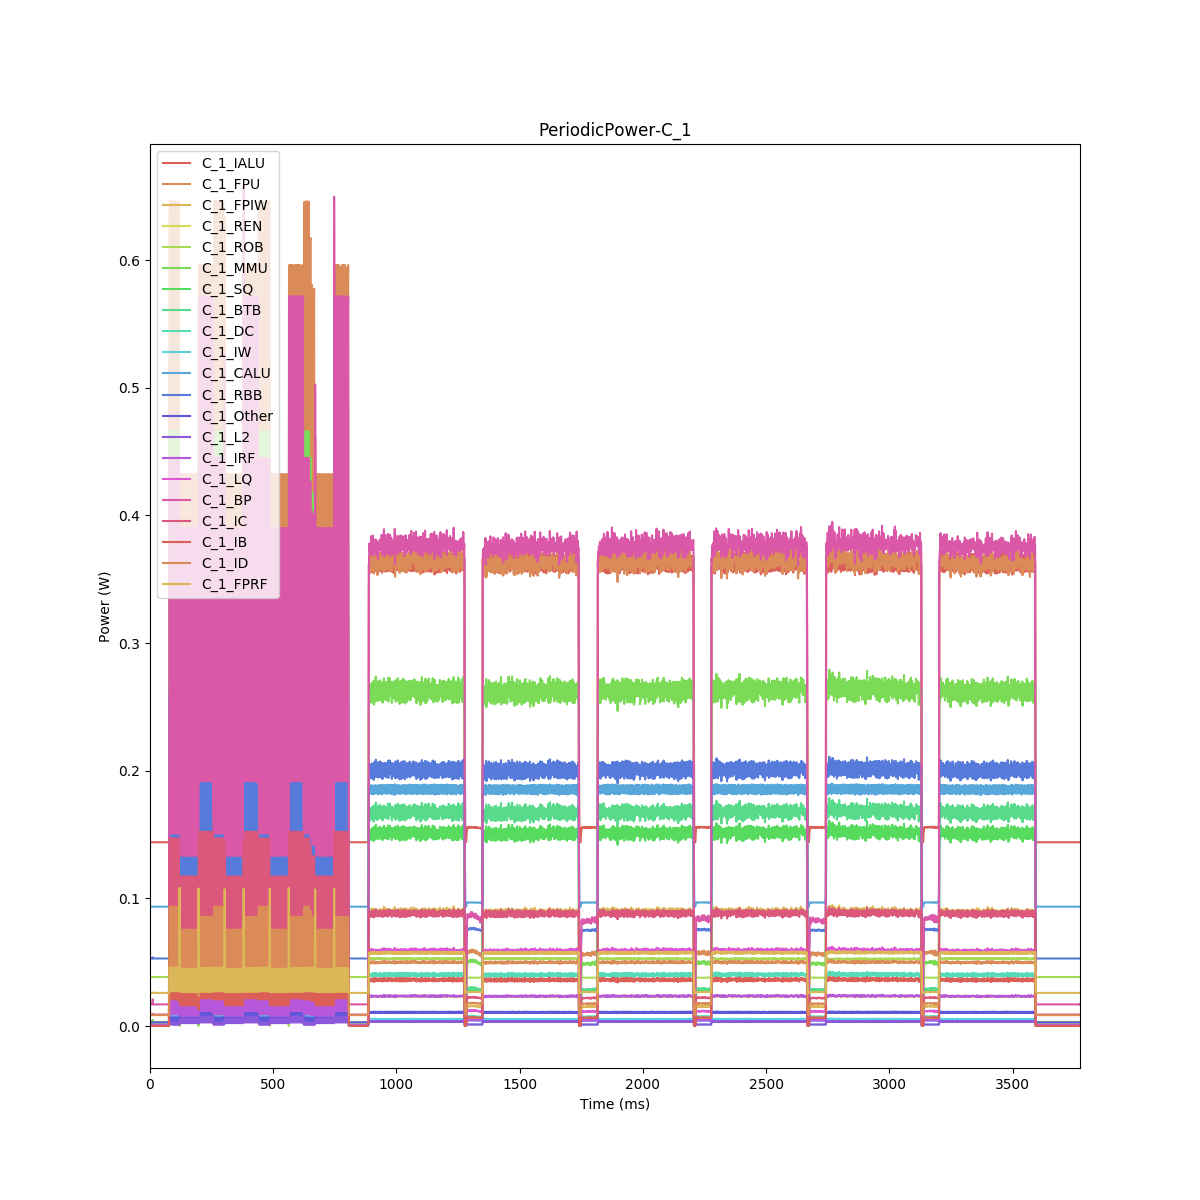 PeriodicPower-C_1
C_1_IALU
C_1_FPU
C_1_FPIW
C_1_REN
C_1_ROB
C_1_MMU
C_1_SQ
C_1_BTB
C_1_DC
C_1_IW
C_1_CALU
C_1_RBB
C_1_Other
C_1_L2
C_1_IRF
C_1_LQ
C_1_BP
C_1_IC
C_1_IB
C_1_ID
C_1_FPRF
0.6
0.5
0.4
0.3
0.2
0.1
0.0
Power (W)
0 500 1000 1500 2000 2500 3000 3500
Time (ms)